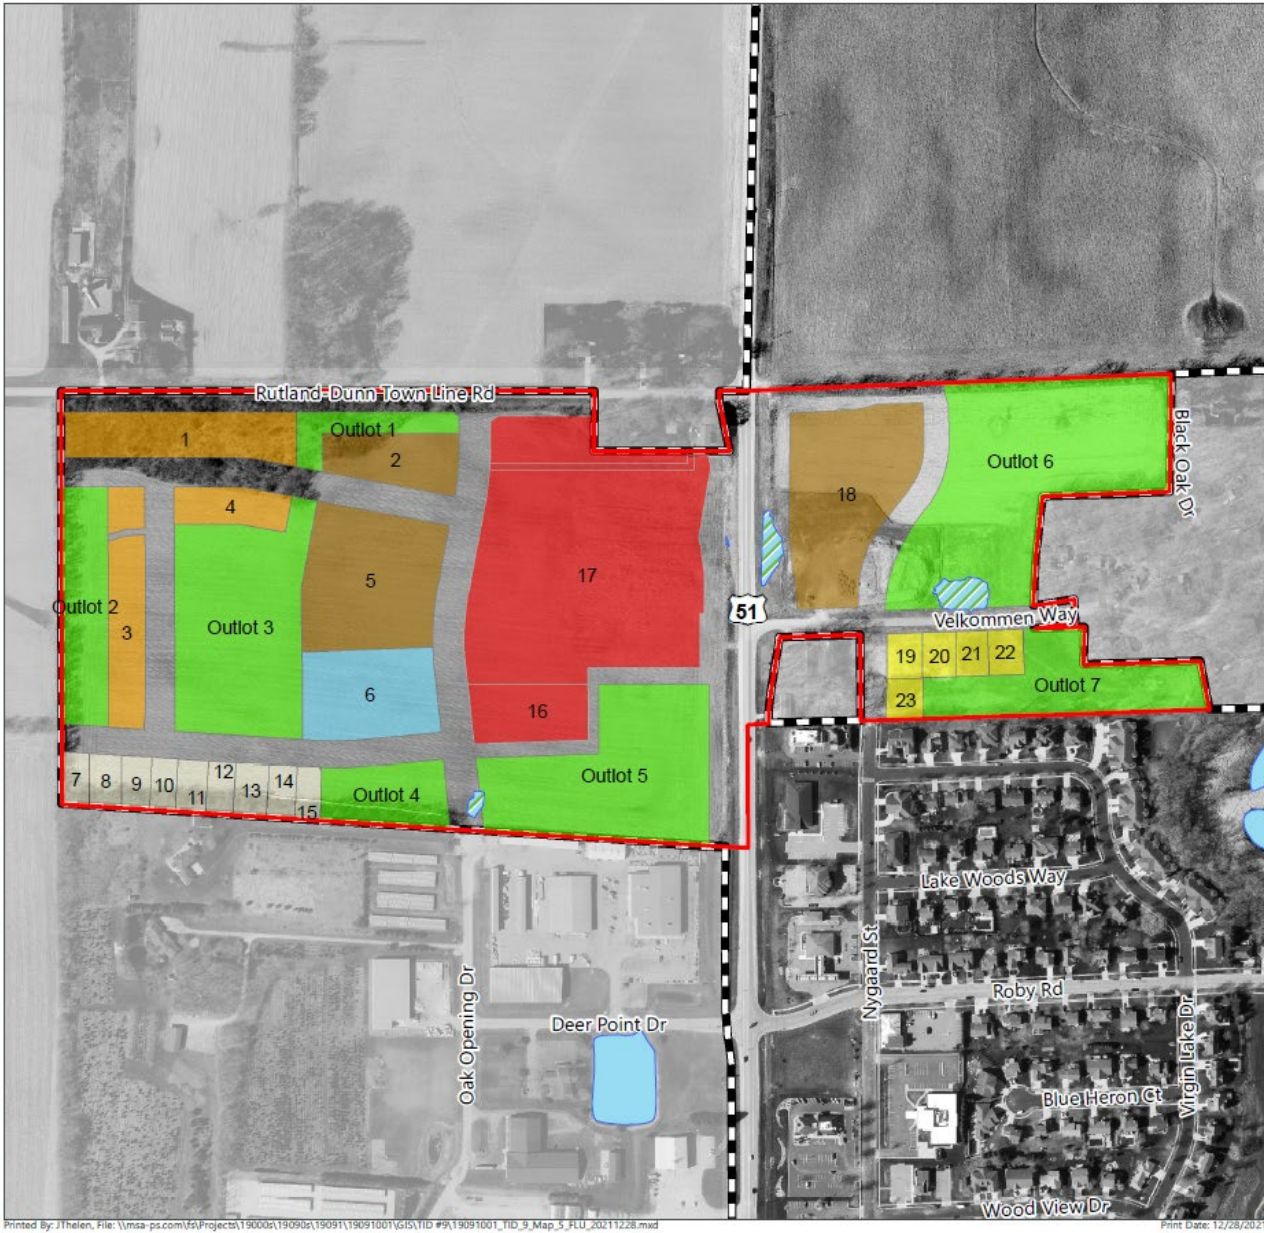 Rutland-Dunn Town Line Rd
Outlot 1
1
2
Outlot 6
Black Oak Dr
18
4
5
17
51
Outlot 2
3
Outlot 3
Velkommen Way
19
20
21
22
6
16
23
Outlot 7
7
8
9
10
11
12
13
14
15
Outlot 4
Outlot 5
Lake Woods Way
Nygaard St
Roby Rd
Oak Opening Dr
Deer Point Dr
Virgin Lake Dr
Blue Heron Ct
Wood View Dr
Printed By: JThelen, File: \\msa-ps.com\fs\Projects\19000s\19090s\19091\19091001\GIS\TID #9\19091001_TID_9_Map_5_FLU_20211228.mxd
Print Date: 12/28/2021